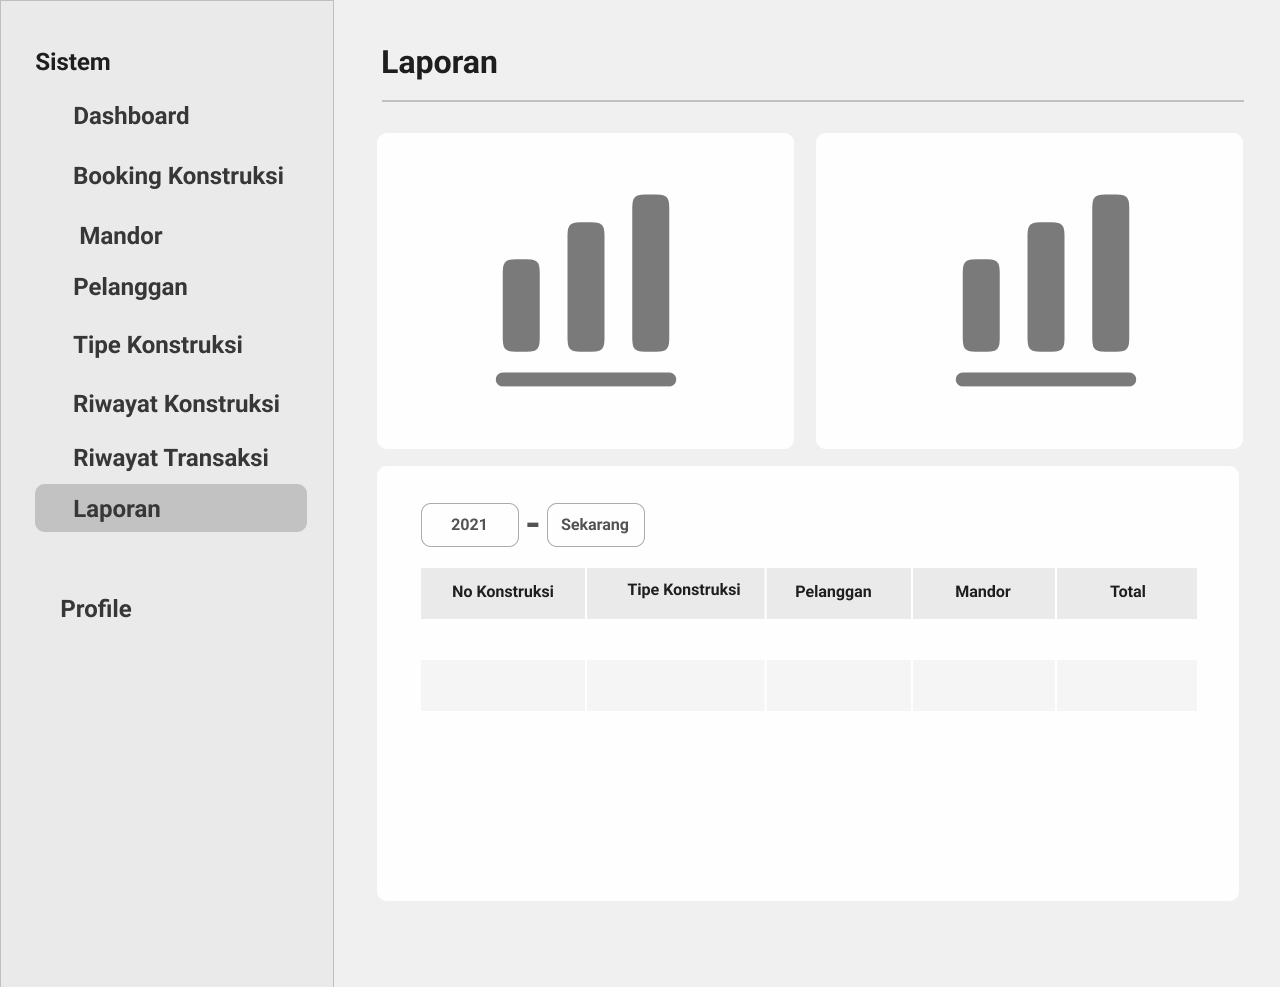 Sistem
Dashboard
Booking Konstruksi
Mandor
Pelanggan
Tipe Konstruksi
Riwayat Konstruksi
Riwayat Transaksi
Laporan
Profile
Laporan
2021 - Sekarang
No Konstruksi Tipe Konstruksi Pelanggan Mandor Total